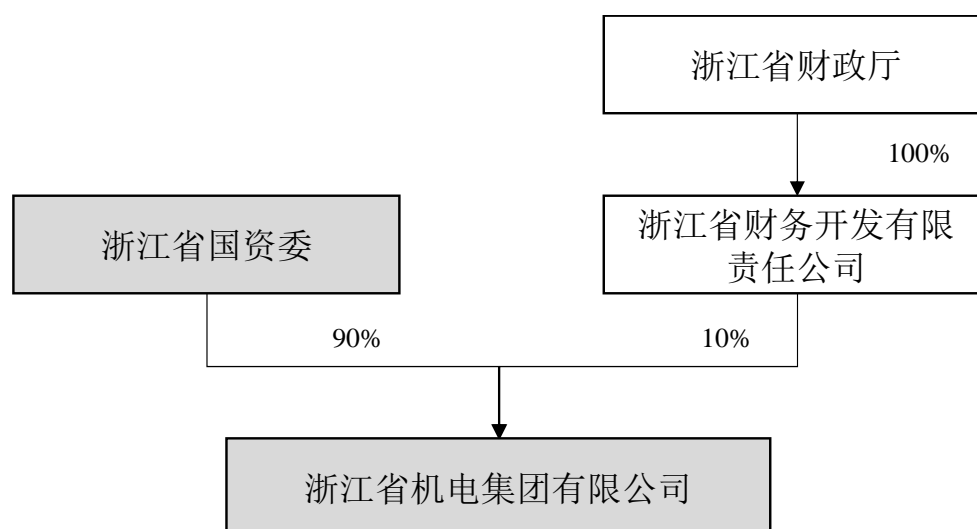 浙江省财政厅
100%
浙江省国资委
浙江省财务开发有限
责任公司
90%
10%
浙江省机电集团有限公司